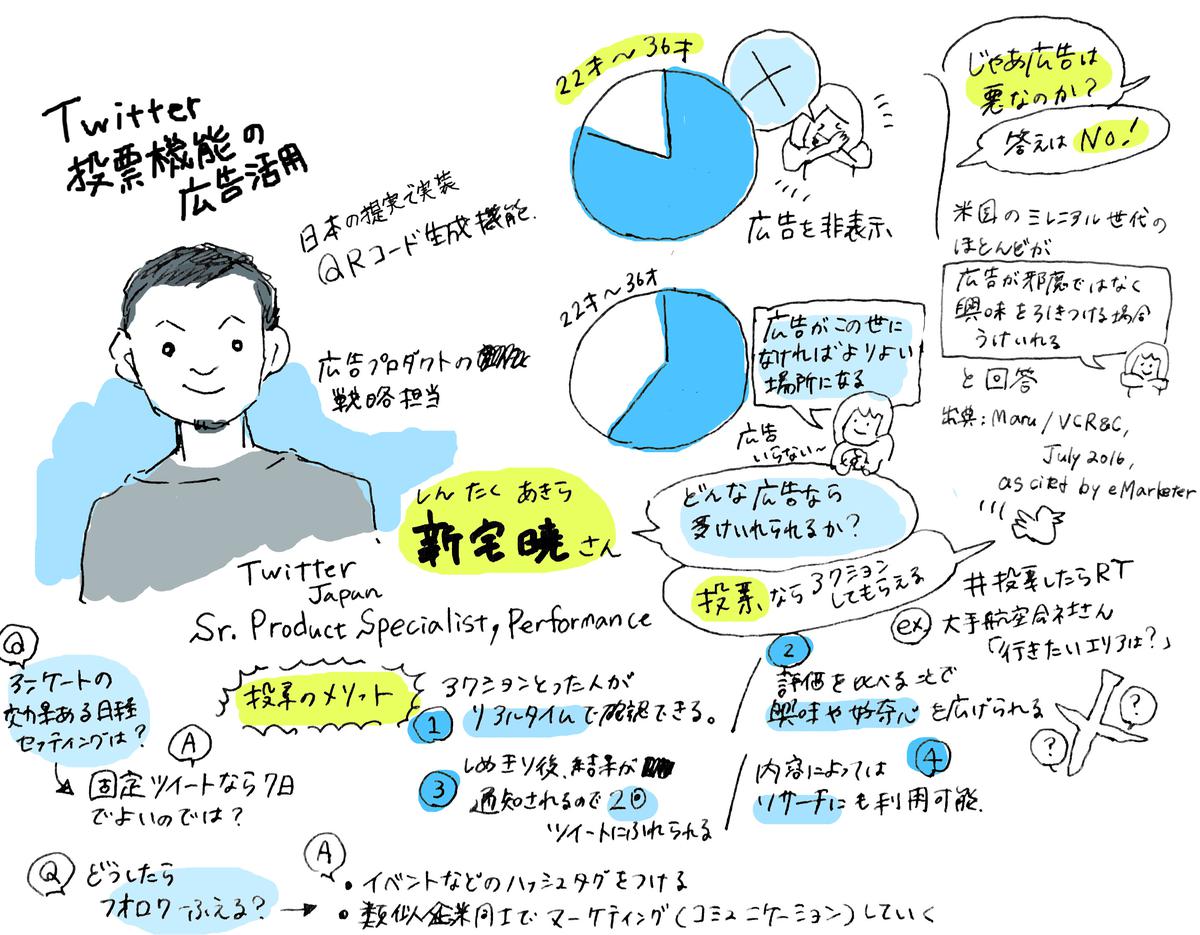 Twitter
投票機能の
広告活用
日本の提案で実装
QRコード生成機能.
広告プロダクトの
戦略担当
しんたく あきら
新宅暁さん
Twitter
Japan
Sr. Product Specialist, Performance
22才〜36才
広告を非表示
22才〜36才
広告がこの世に
なければよりよい
場所になる
広告
いらない〜
じゃあ広告は
悪なのか?
答えはNo!
米国のミレニアル世代の
ほとんどが
広告が邪魔ではなく
興味を引きつける場合
うけいれる
と回答
出典:Maru/VCR&C,
July 2016,
as cited by eMarketer
どんな広告なら
受けいれられるか?
投票ならアクション
してもらえる
#投票したらRT
ex 大手航空会社さん
「行きたいエリアは?」
?
?
投票のメリット
1 アクションとった人が
リアルタイムで確認できる。
2 評価を比べることで
興味や好奇心を広げられる
3 しめきり後、結果が
通知されるので2回
ツイートにふれられる
4 内容によっては
リサーチにも利用可能.
Q
アンケートの
効果ある日程
セッティングは?
A
固定ツイートなら7日
でよいのでは?
Q どうしたら
フォロワーふえる?
A
・イベントなどのハッシュタグをつける
・類似企業同士でマーケティング(コミュニケーション)していく